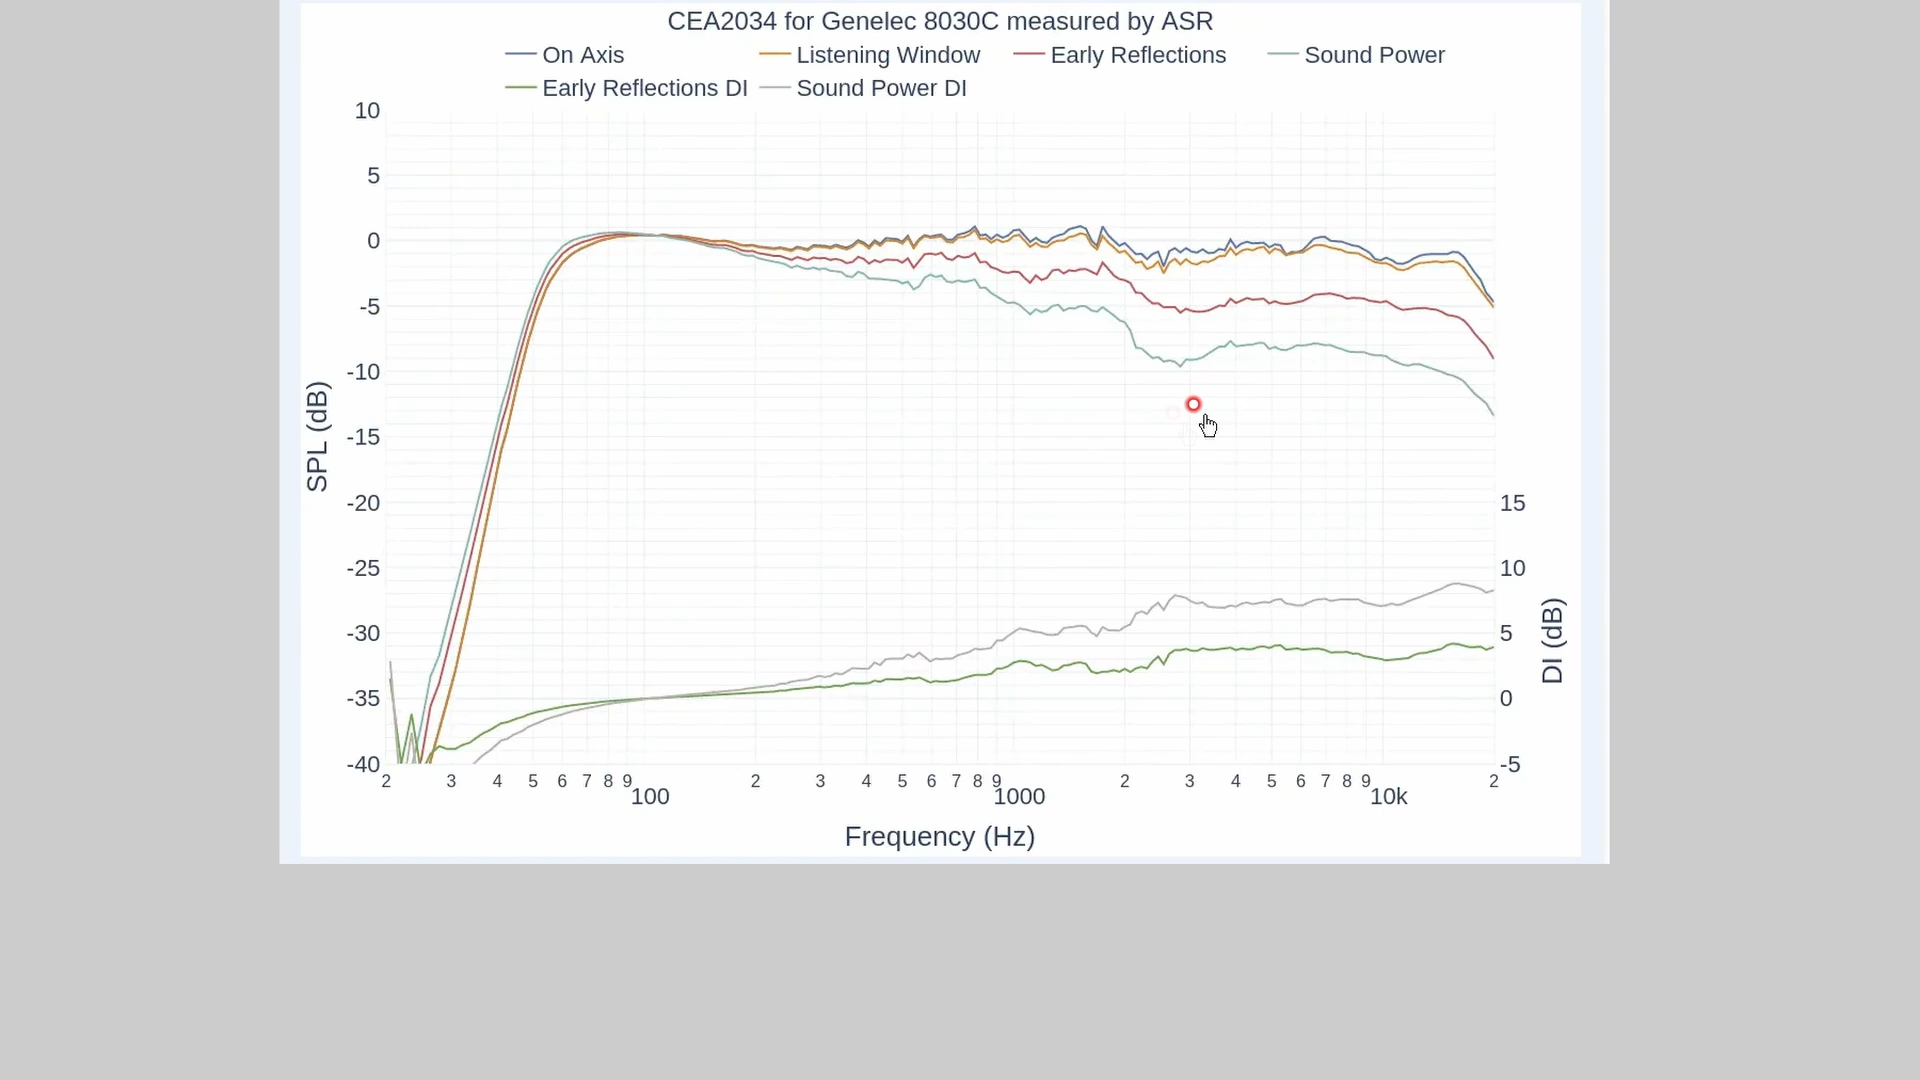 CEA2034 for Genelec 8030C measured by ASR
On Axis Listening Window Early Reflections Sound Power
Early Reflections DI Sound Power DI
10
5
0
-5
-10
-15
-20 15
-25 10
-30 5
-35 0
-40 -5
SPL (dB)
DI (dB)
2 3 4 5 6 7 8 9 2 3 4 5 6 7 8 9 2 3 4 5 6 7 8 9 2
100 1000 10k
Frequency (Hz)